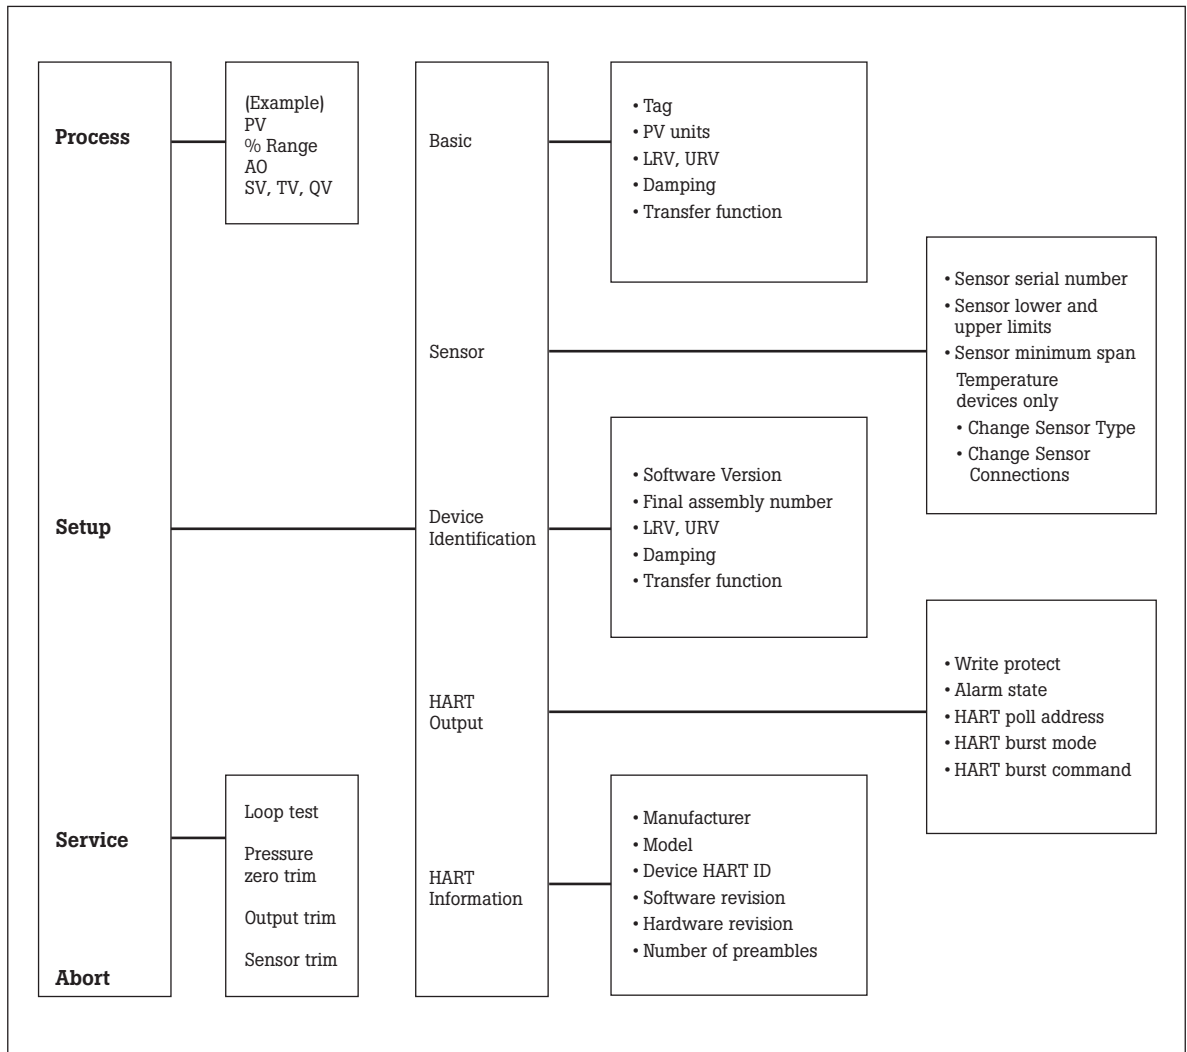 Process
Setup
Service
Abort
(Example)
PV
% Range
AO
SV, TV, QV
Loop test
Pressure
zero trim
Output trim
Sensor trim
Basic
Sensor
Device
Identification
HART
Output
HART
Information
• Tag
• PV units
• LRV, URV
• Damping
• Transfer function
• Sensor serial number
• Sensor lower and
upper limits
• Sensor minimum span
Temperature
devices only
• Change Sensor Type
• Change Sensor
Connections
• Software Version
• Final assembly number
• LRV, URV
• Damping
• Transfer function
• Write protect
• Alarm state
• HART poll address
• HART burst mode
• HART burst command
• Manufacturer
• Model
• Device HART ID
• Software revision
• Hardware revision
• Number of preambles